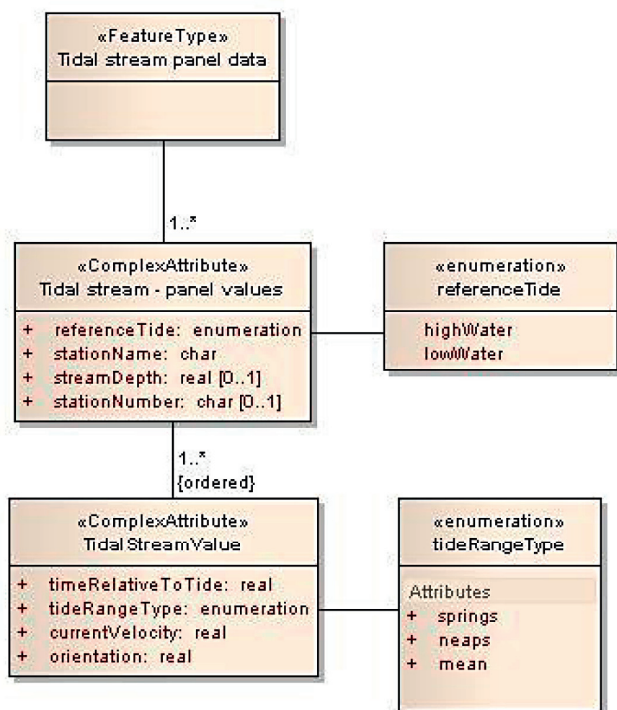 «FeatureType»
Tidal stream panel data
1..*
«ComplexAttribute»
Tidal stream - panel values
+ referenceTide: enumeration
+ stationName: char
+ streamDepth: real [0..1]
+ stationNumber: char [0..1]
«enumeration»
referenceTide
highWater
lowWater
1..*
{ordered}
«ComplexAttribute»
TidalStreamValue
+ timeRelativeToTide: real
+ tideRangeType: enumeration
+ currentVelocity: real
+ orientation: real
«enumeration»
tideRangeType
Attributes
+ springs
+ neaps
+ mean